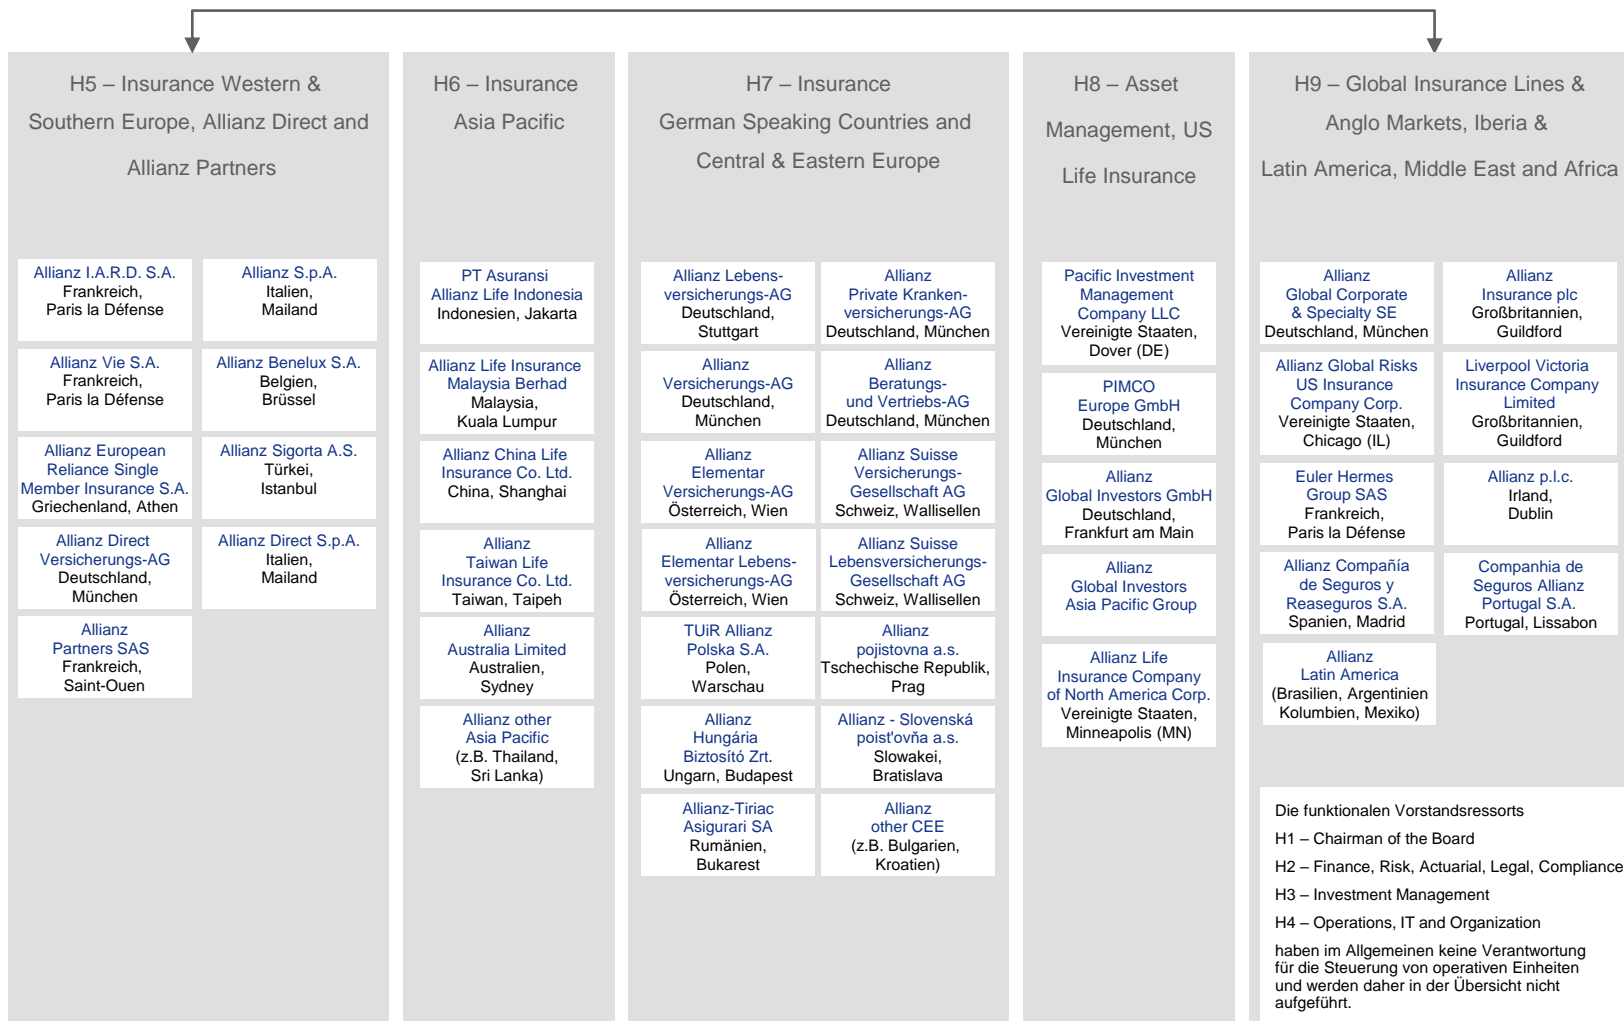 H5 – Insurance Western &
Southern Europe, Allianz Direct and
Allianz Partners
Allianz I.A.R.D. S.A.
Frankreich,
Paris la Défense
Allianz S.p.A.
Italien,
Mailand
Allianz Vie S.A.
Frankreich,
Paris la Défense
Allianz Benelux S.A.
Belgien,
Brüssel
Allianz European
Reliance Single
Member Insurance S.A.
Griechenland, Athen
Allianz Sigorta A.S.
Türkei,
Istanbul
Allianz Direct
Versicherungs-AG
Deutschland,
München
Allianz Direct S.p.A.
Italien,
Mailand
Allianz
Partners SAS
Frankreich,
Saint-Ouen
H6 – Insurance
Asia Pacific
PT Asuransi
Allianz Life Indonesia
Indonesien, Jakarta
Allianz Life Insurance
Malaysia Berhad
Malaysia,
Kuala Lumpur
Allianz China Life
Insurance Co. Ltd.
China, Shanghai
Allianz
Taiwan Life
Insurance Co. Ltd.
Taiwan, Taipeh
Allianz
Australia Limited
Australien,
Sydney
Allianz other
Asia Pacific
(z.B. Thailand,
Sri Lanka)
H7 – Insurance
German Speaking Countries and
Central & Eastern Europe
Allianz Lebens-
versicherungs-AG
Deutschland,
Stuttgart
Allianz
Private Kranken-
versicherungs-AG
Deutschland, München
Allianz
Versicherungs-AG
Deutschland,
München
Allianz
Beratungs-
und Vertriebs-AG
Deutschland, München
Allianz
Elementar
Versicherungs-AG
Österreich, Wien
Allianz Suisse
Versicherungs-
Gesellschaft AG
Schweiz, Wallisellen
Allianz
Elementar Lebens-
versicherungs-AG
Österreich, Wien
Allianz Suisse
Lebensversicherungs-
Gesellschaft AG
Schweiz, Wallisellen
TUiR Allianz
Polska S.A.
Polen,
Warschau
Allianz
pojistovna a.s.
Tschechische Republik,
Prag
Allianz
Hungária
Biztosító Zrt.
Ungarn, Budapest
Allianz - Slovenská
poist'ovňa a.s.
Slowakei,
Bratislava
Allianz-Tiriac
Asigurari SA
Rumänien,
Bukarest
Allianz
other CEE
(z.B. Bulgarien,
Kroatien)
H8 – Asset
Management, US
Life Insurance
Pacific Investment
Management
Company LLC
Vereinigte Staaten,
Dover (DE)
PIMCO
Europe GmbH
Deutschland,
München
Allianz
Global Investors GmbH
Deutschland,
Frankfurt am Main
Allianz
Global Investors
Asia Pacific Group
Allianz Life
Insurance Company
of North America Corp.
Vereinigte Staaten,
Minneapolis (MN)
H9 – Global Insurance Lines &
Anglo Markets, Iberia &
Latin America, Middle East and Africa
Allianz
Global Corporate
& Specialty SE
Deutschland, München
Allianz
Insurance plc
Großbritannien,
Guildford
Allianz Global Risks
US Insurance
Company Corp.
Vereinigte Staaten,
Chicago (IL)
Liverpool Victoria
Insurance Company
Limited
Großbritannien,
Guildford
Euler Hermes
Group SAS
Frankreich,
Paris la Défense
Allianz p.l.c.
Irland,
Dublin
Allianz Compañía
de Seguros y
Reaseguros S.A.
Spanien, Madrid
Companhia de
Seguros Allianz
Portugal S.A.
Portugal, Lissabon
Allianz
Latin America
(Brasilien, Argentinien
Kolumbien, Mexiko)
Die funktionalen Vorstandsressorts
H1 – Chairman of the Board
H2 – Finance, Risk, Actuarial, Legal, Compliance
H3 – Investment Management
H4 – Operations, IT and Organization
haben im Allgemeinen keine Verantwortung
für die Steuerung von operativen Einheiten
und werden daher in der Übersicht nicht
aufgeführt.